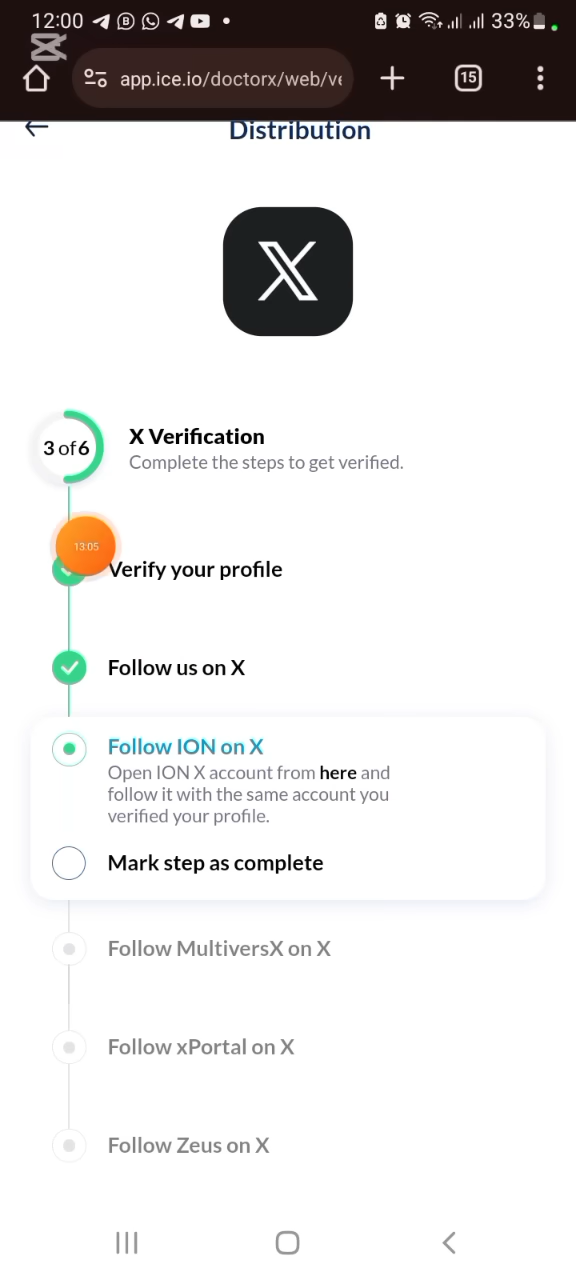 12:00
33%
app.ice.io/doctorx/web/ve
15
Distribution
3 of 6
X Verification
Complete the steps to get verified.
13:05
Verify your profile
Follow us on X
Follow ION on X
Open ION X account from here and
follow it with the same account you
verified your profile.
Mark step as complete
Follow MultiversX on X
Follow xPortal on X
Follow Zeus on X